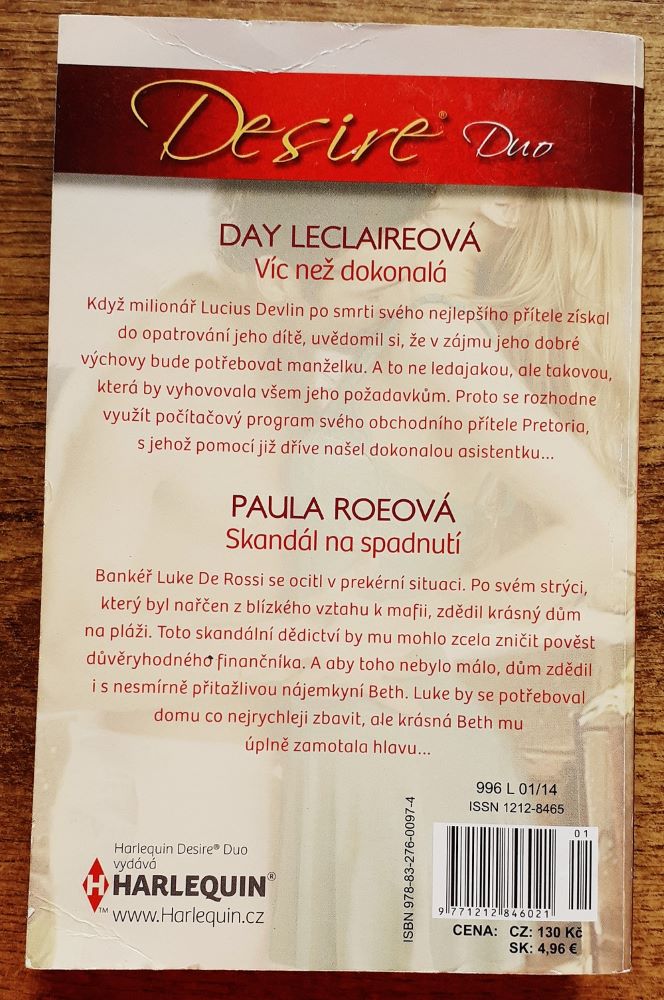 Desire® Duo
DAY LECLAIREOVÁ
Víc než dokonalá
Když milionář Lucius Devlin po smrti svého nejlepšího přítele získal
do opatrování jeho dítě, uvědomil si, že v zájmu jeho dobré
výchovy bude potřebovat manželku. A to ne ledajakou, ale takovou,
která by vyhovovala všem jeho požadavkům. Proto se rozhodne
využít počítačový program svého obchodního přítele Pretoria,
s jehož pomocí již dříve našel dokonalou asistentku...
PAULA ROEOVÁ
Skandál na spadnutí
Bankéř Luke De Rossi se ocitl v prekérní situaci. Po svém strýci,
který byl nařčen z blízkého vztahu k mafii, zdědil krásný dům
na pláži. Toto skandální dědictví by mu mohlo zcela zničit pověst
důvěryhodného finančníka. A aby toho nebylo málo, dům zdědil
i s nesmírně přitažlivou nájemkyní Beth. Luke by se potřeboval
domu co nejrychleji zbavit, ale krásná Beth mu
úplně zamotala hlavu...
996 L 01/14
ISSN 1212-8465
01
ISBN 978-83-276-0097-4
9 771212 846021
CENA: CZ: 130 Kč
SK: 4,96 €
Harlequin Desire® Duo
vydává
H HARLEQUIN®
™ www.Harlequin.cz